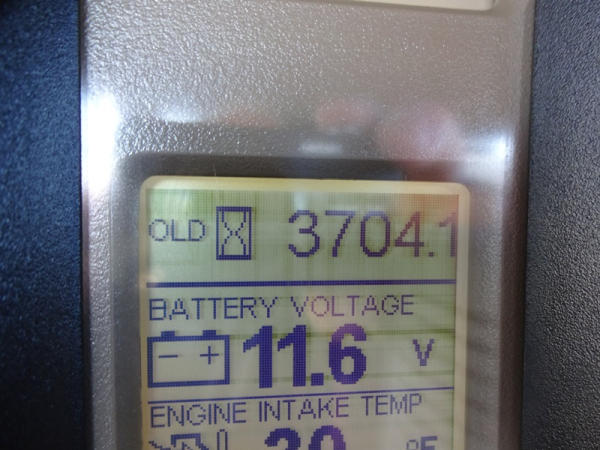 OLD 3704.1
BATTERY VOLTAGE
- + 11.6 V
ENGINE INTAKE TEMP
°F